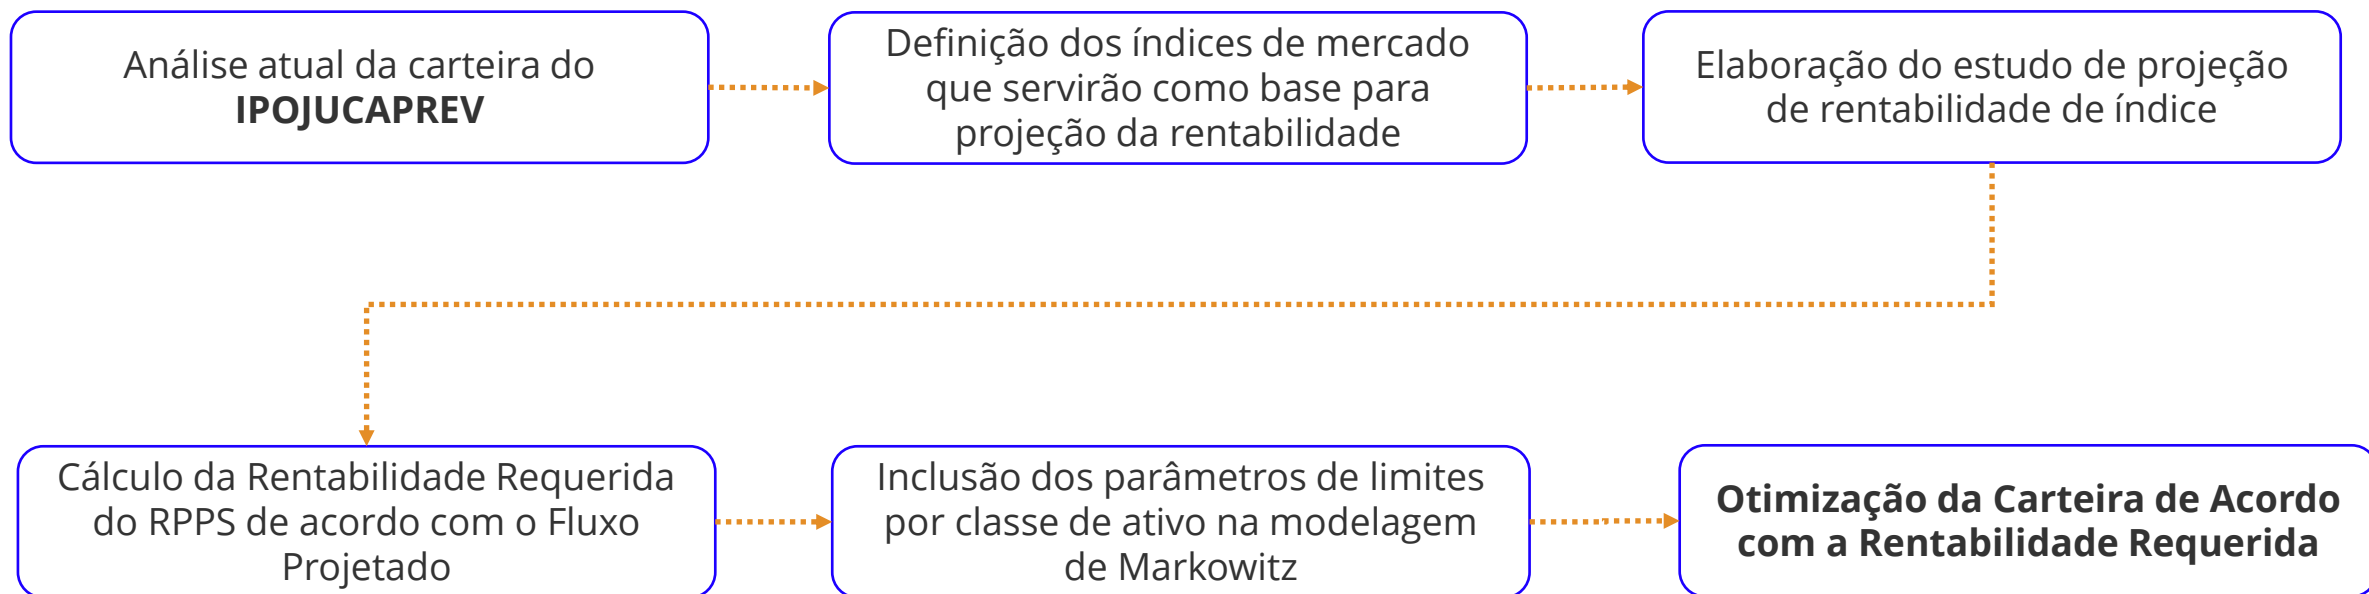 Análise atual da carteira do
IPOJUCAPREV
Definição dos índices de mercado
que servirão como base para
projeção da rentabilidade
Elaboração do estudo de projeção
de rentabilidade de índice
Cálculo da Rentabilidade Requerida
do RPPS de acordo com o Fluxo
Projetado
Inclusão dos parâmetros de limites
por classe de ativo na modelagem
de Markowitz
Otimização da Carteira de Acordo
com a Rentabilidade Requerida